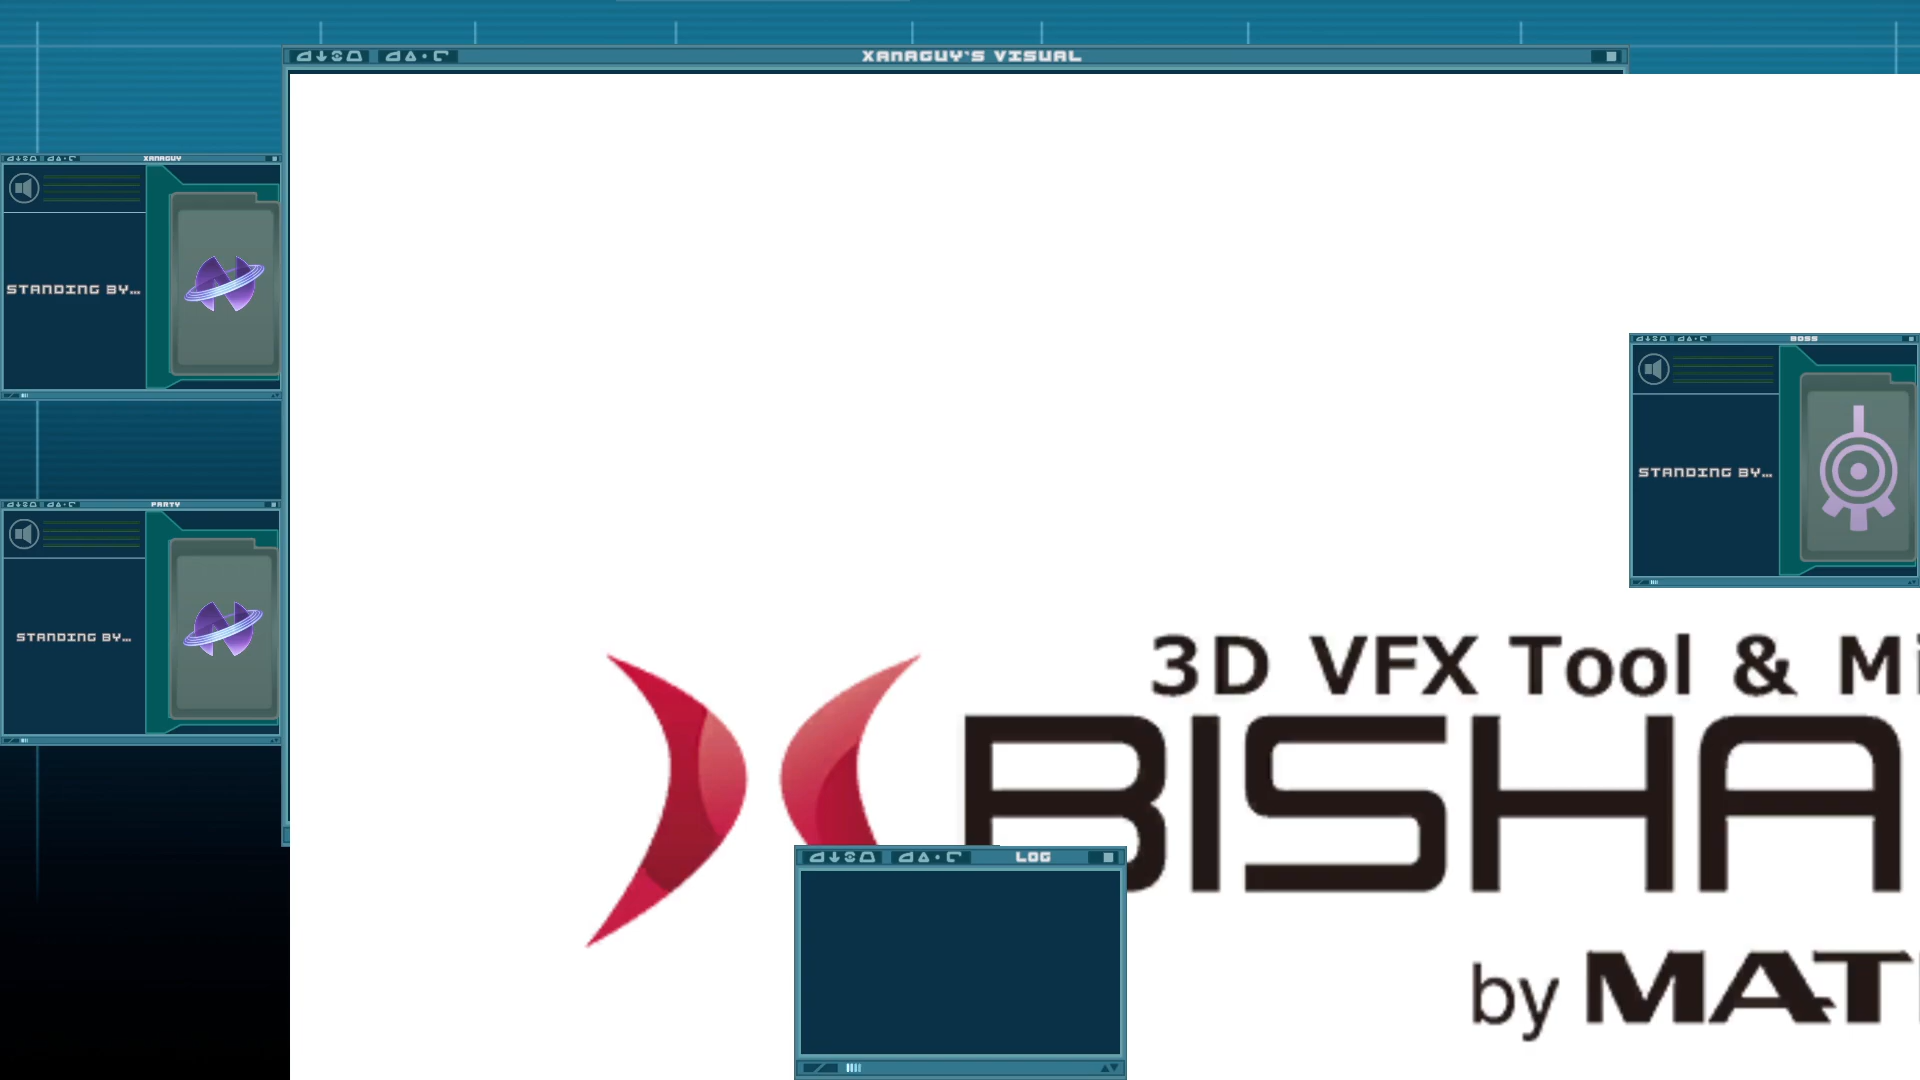 XANAGUY'S VISUAL
XANAGUY
STANDING BY...
BOSS
STANDING BY...
PARTY
STANDING BY...
3D VFX Tool & Mi
BISHA
LOG
by MAT